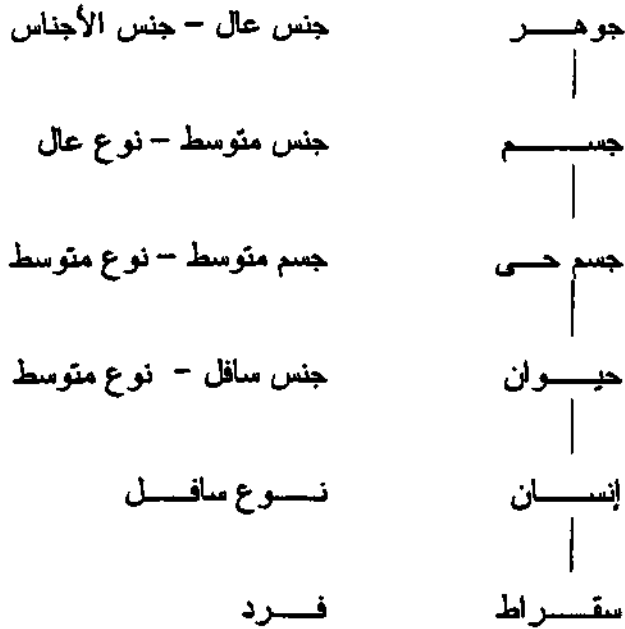 جوهر جنس عال – جنس الأجناس
جسم جنس متوسط – نوع عال
جسم حى جسم متوسط – نوع متوسط
حيوان جنس سافل - نوع متوسط
إنسان نوع سافل
سقراط فرد